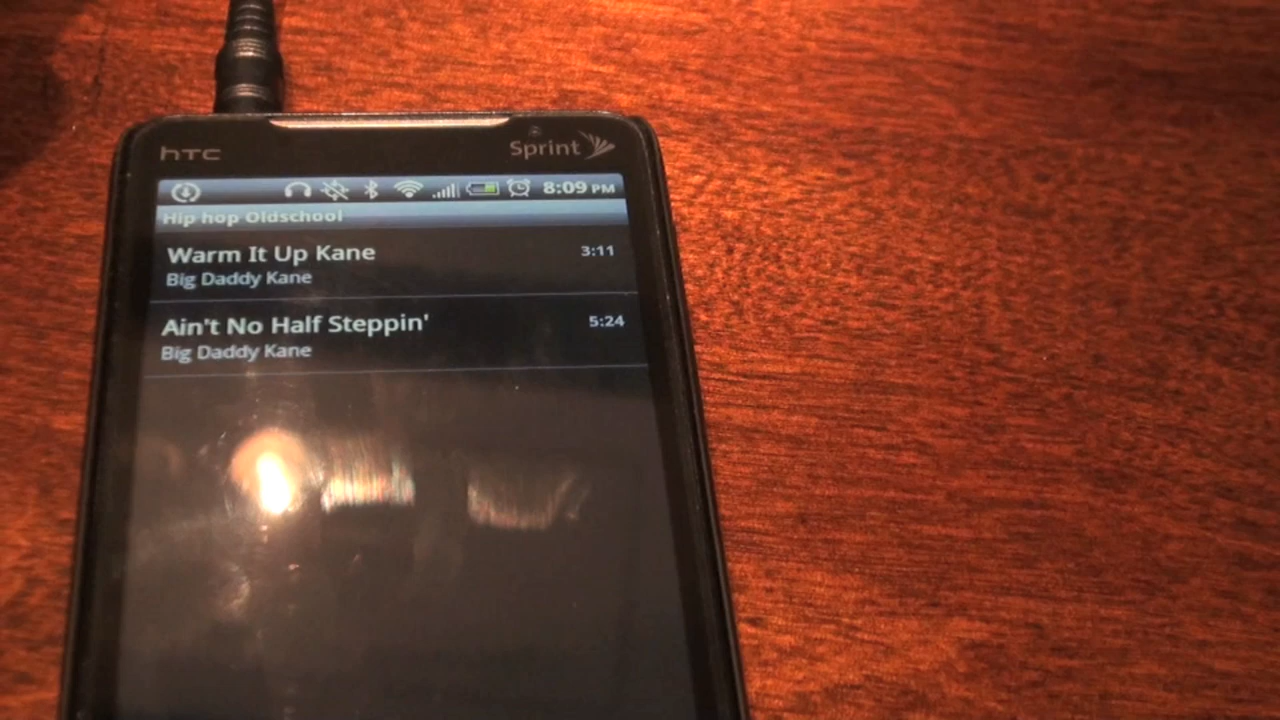 hTC
Sprint
8:09 PM
Hip hop Oldschool
Warm It Up Kane
3:11
Big Daddy Kane
Ain't No Half Steppin'
5:24
Big Daddy Kane